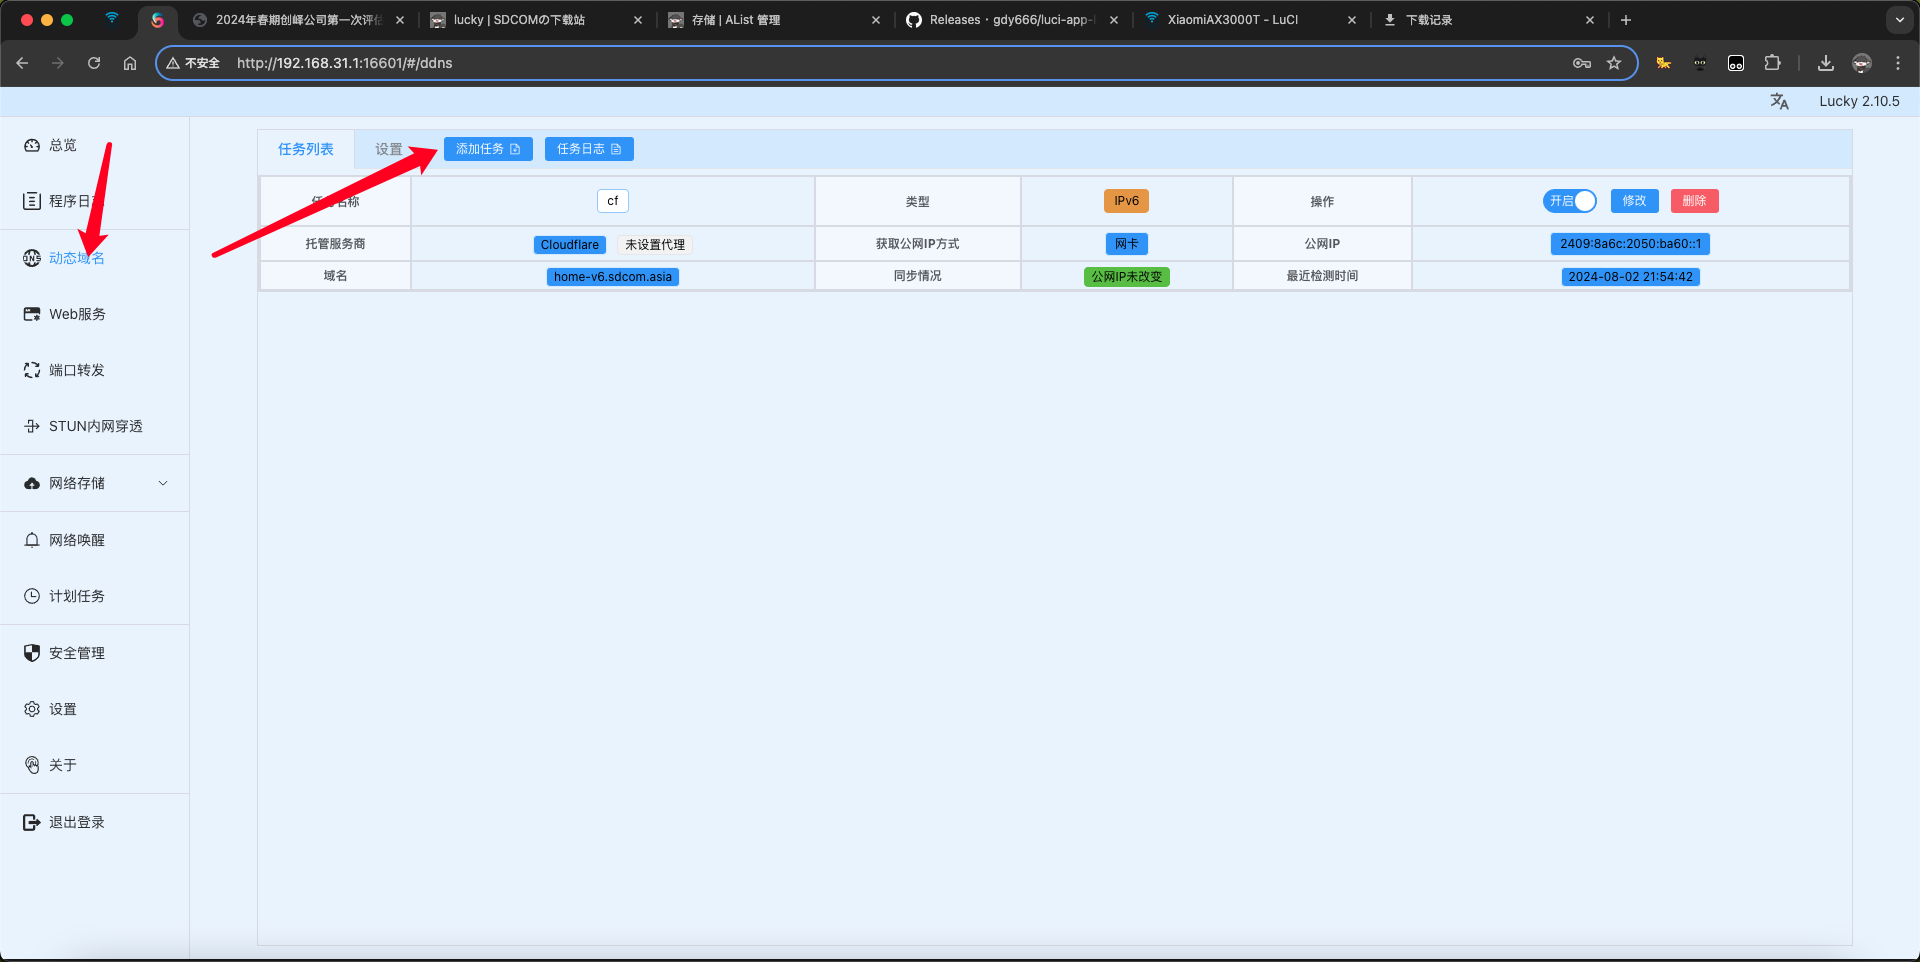 2024年春期创峰公司第一次评估
lucky | SDCOMの下载站
存储 | AList 管理
Releases · gdy666/luci-app-
XiaomiAX3000T - LuCI
下载记录
不安全 http://192.168.31.1:16601/#/ddns
Lucky 2.10.5
总览
程序日
动态域名
Web服务
端口转发
STUN内网穿透
网络存储
网络唤醒
计划任务
安全管理
设置
关于
退出登录
任务列表 设置 添加任务 任务日志
任务名称 cf 类型 IPv6 操作 开启 修改 删除
托管服务商 Cloudflare 未设置代理 获取公网IP方式 网卡 公网IP 2409:8a6c:2050:ba60::1
域名 home-v6.sdcom.asia 同步情况 公网IP未改变 最近检测时间 2024-08-02 21:54:42